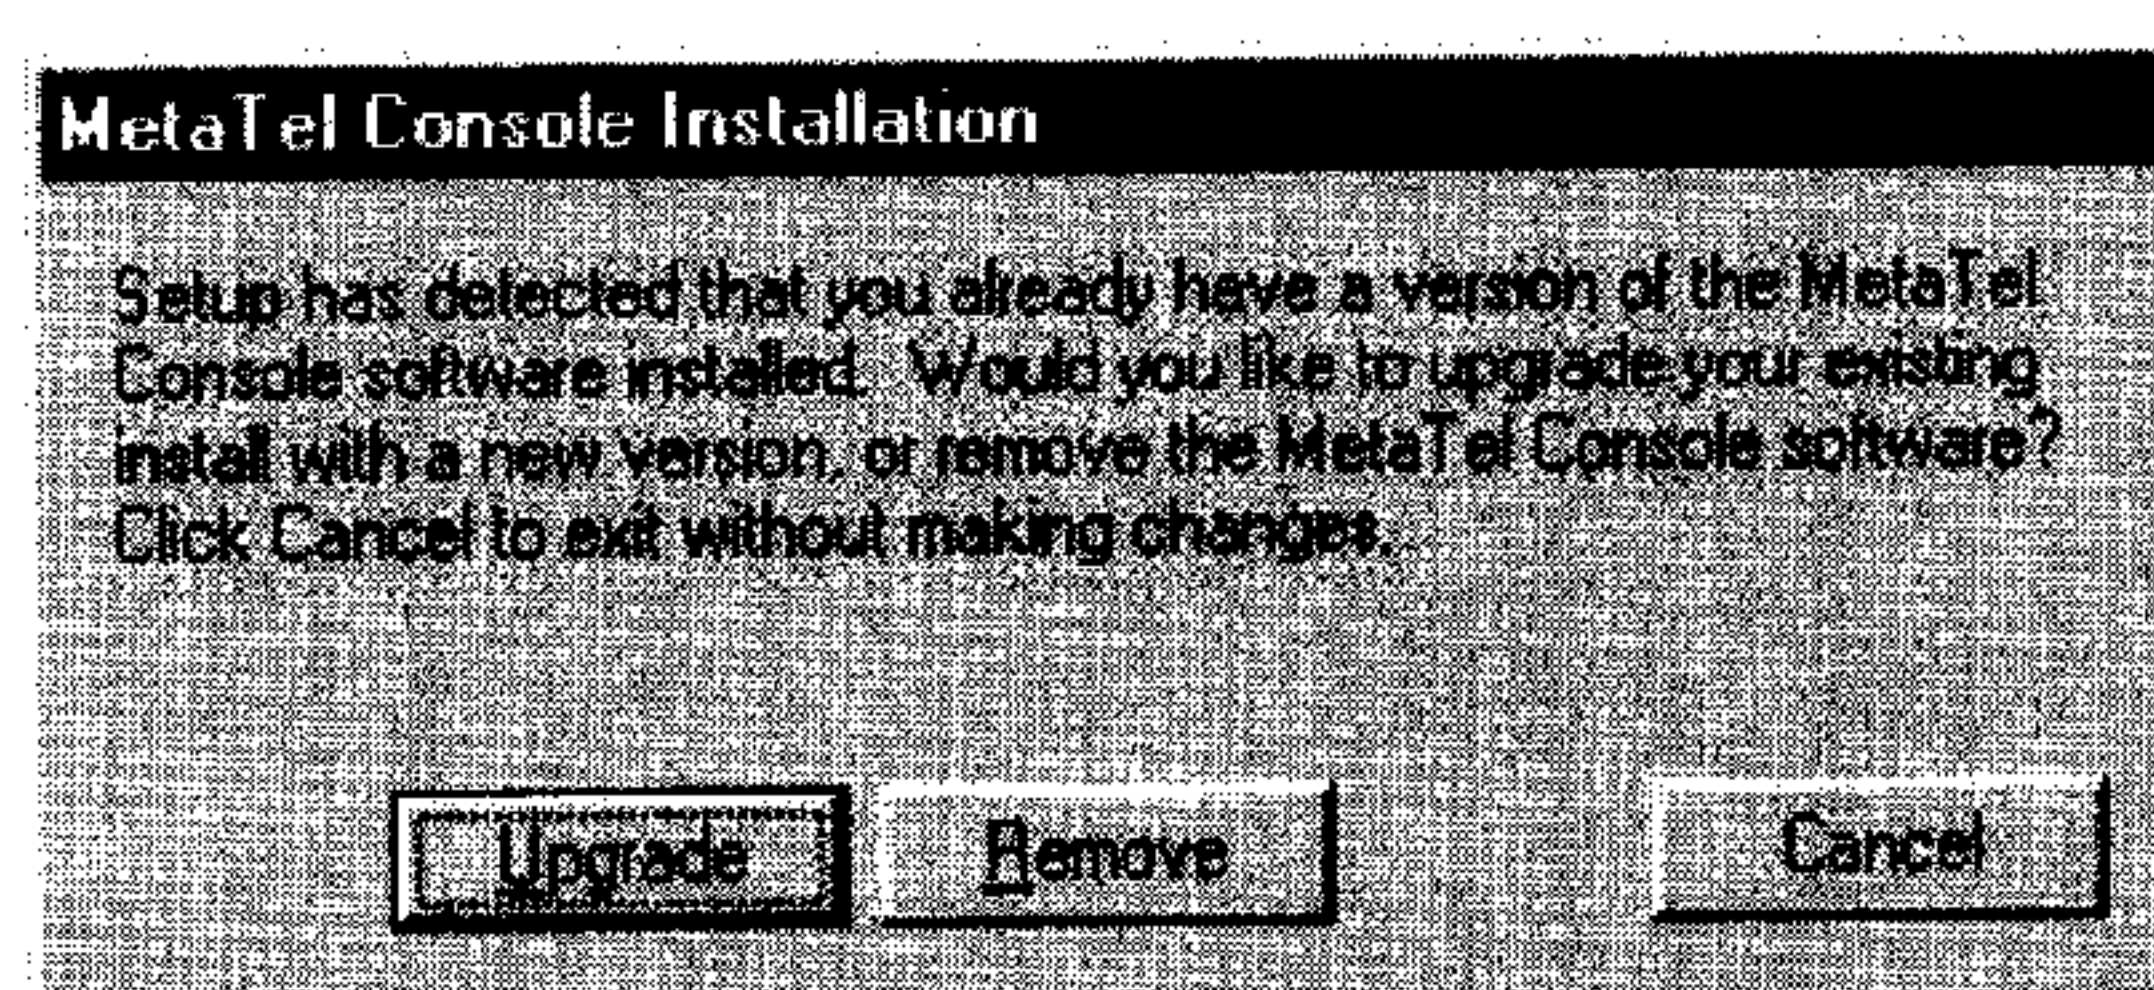 MetaTel Console Installation
Setup has detected that you already have a version of the MetaTel
Console software installed. Would you like to upgrade your existing
install with a new version, or remove the MetaTel Console software?
Click Cancel to exit without making changes.
Upgrade
Remove
Cancel